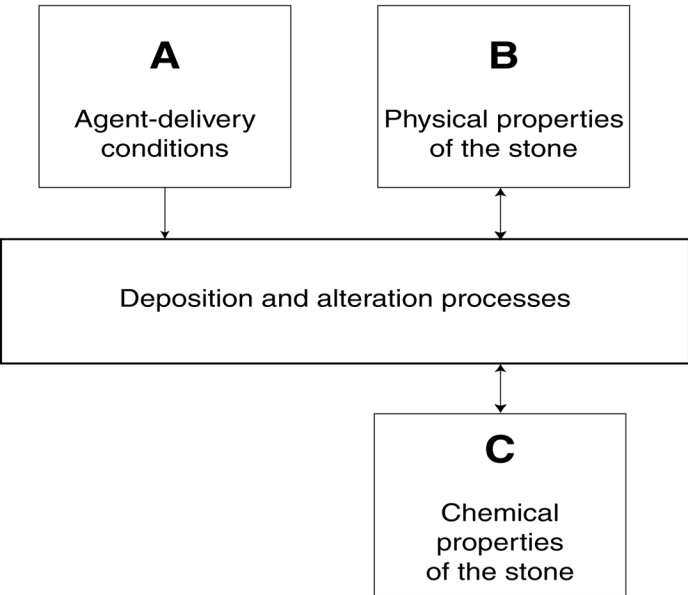 A
Agent-delivery
conditions
B
Physical properties
of the stone
Deposition and alteration processes
C
Chemical
properties
of the stone